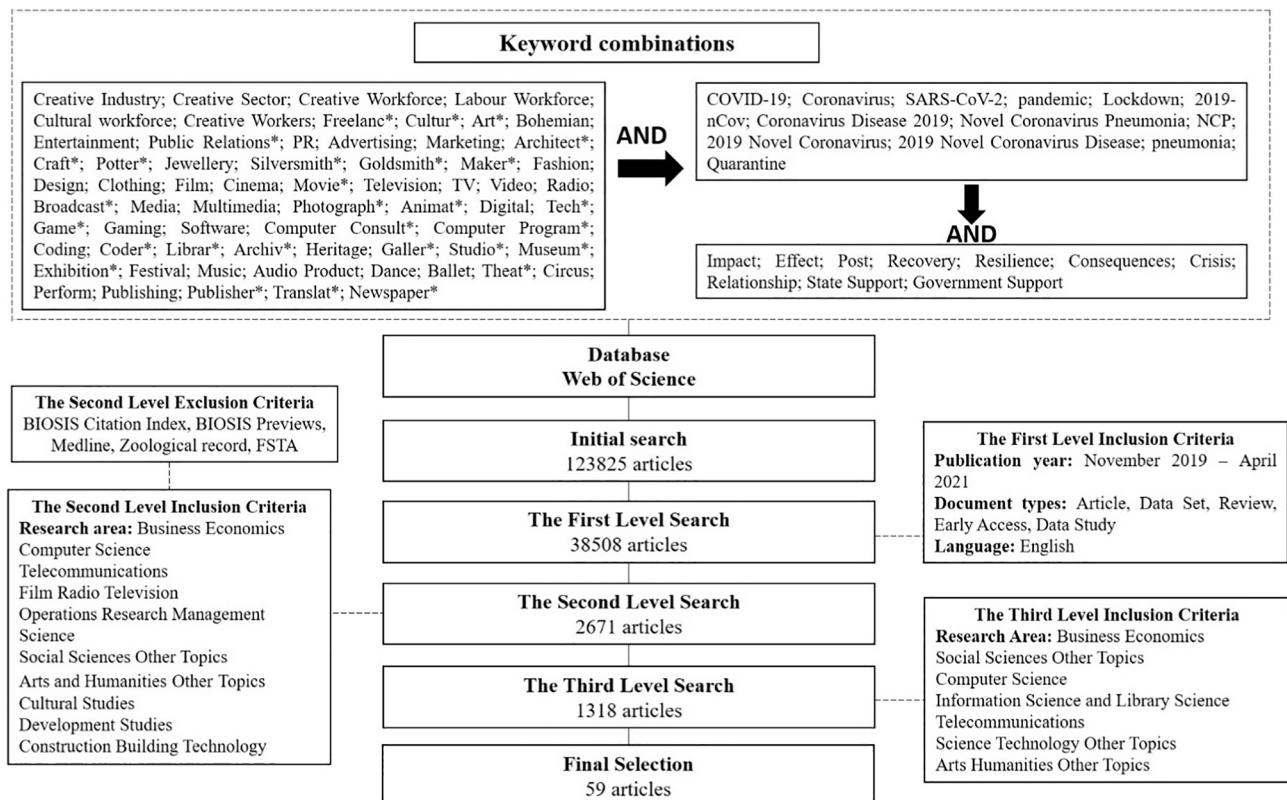 Keyword combinations
Creative Industry; Creative Sector; Creative Workforce; Labour Workforce;
Cultural workforce; Creative Workers; Freelanc*; Cultur*; Art*; Bohemian;
Entertainment; Public Relations*; PR; Advertising; Marketing; Architect*;
Craft*; Potter*; Jewellery; Silversmith*; Goldsmith*; Maker*; Fashion;
Design; Clothing; Film; Cinema; Movie*; Television; TV; Video; Radio;
Broadcast*; Media; Multimedia; Photograph*; Animat*; Digital; Tech*;
Game*; Gaming; Software; Computer Consult*; Computer Program*;
Coding; Coder*; Librar*; Archiv*; Heritage; Galler*; Studio*; Museum*;
Exhibition*; Festival; Music; Audio Product; Dance; Ballet; Theat*; Circus;
Perform; Publishing; Publisher*; Translat*; Newspaper*
AND
COVID-19; Coronavirus; SARS-CoV-2; pandemic; Lockdown; 2019-
nCov; Coronavirus Disease 2019; Novel Coronavirus Pneumonia; NCP;
2019 Novel Coronavirus; 2019 Novel Coronavirus Disease; pneumonia;
Quarantine
AND
Impact; Effect; Post; Recovery; Resilience; Consequences; Crisis;
Relationship; State Support; Government Support
Database
Web of Science
Initial search
123825 articles
The First Level Search
38508 articles
The First Level Inclusion Criteria
Publication year: November 2019 – April
2021
Document types: Article, Data Set, Review,
Early Access, Data Study
Language: English
The Second Level Exclusion Criteria
BIOSIS Citation Index, BIOSIS Previews,
Medline, Zoological record, FSTA
The Second Level Inclusion Criteria
Research area: Business Economics
Computer Science
Telecommunications
Film Radio Television
Operations Research Management
Science
Social Sciences Other Topics
Arts and Humanities Other Topics
Cultural Studies
Development Studies
Construction Building Technology
The Second Level Search
2671 articles
The Third Level Search
1318 articles
The Third Level Inclusion Criteria
Research Area: Business Economics
Social Sciences Other Topics
Computer Science
Information Science and Library Science
Telecommunications
Science Technology Other Topics
Arts Humanities Other Topics
Final Selection
59 articles